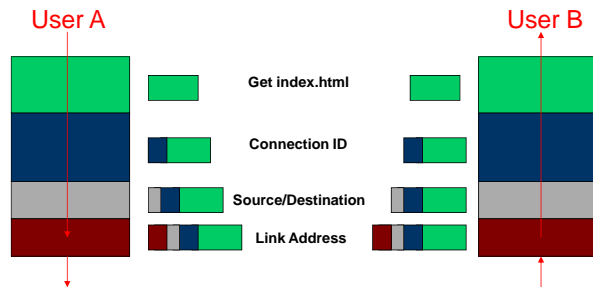 User A
User B
Get index.html
Connection ID
Source/Destination
Link Address